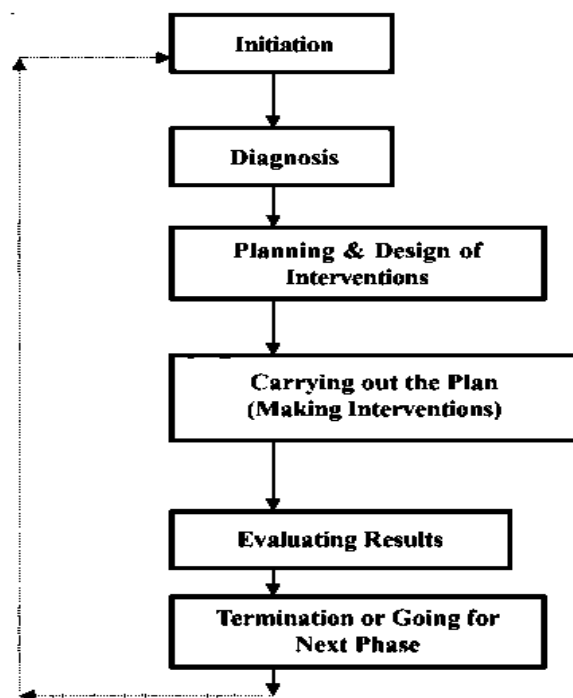 Initiation
Diagnosis
Planning & Design of
Interventions
Carrying out the Plan
(Making Interventions)
Evaluating Results
Termination or Going for
Next Phase